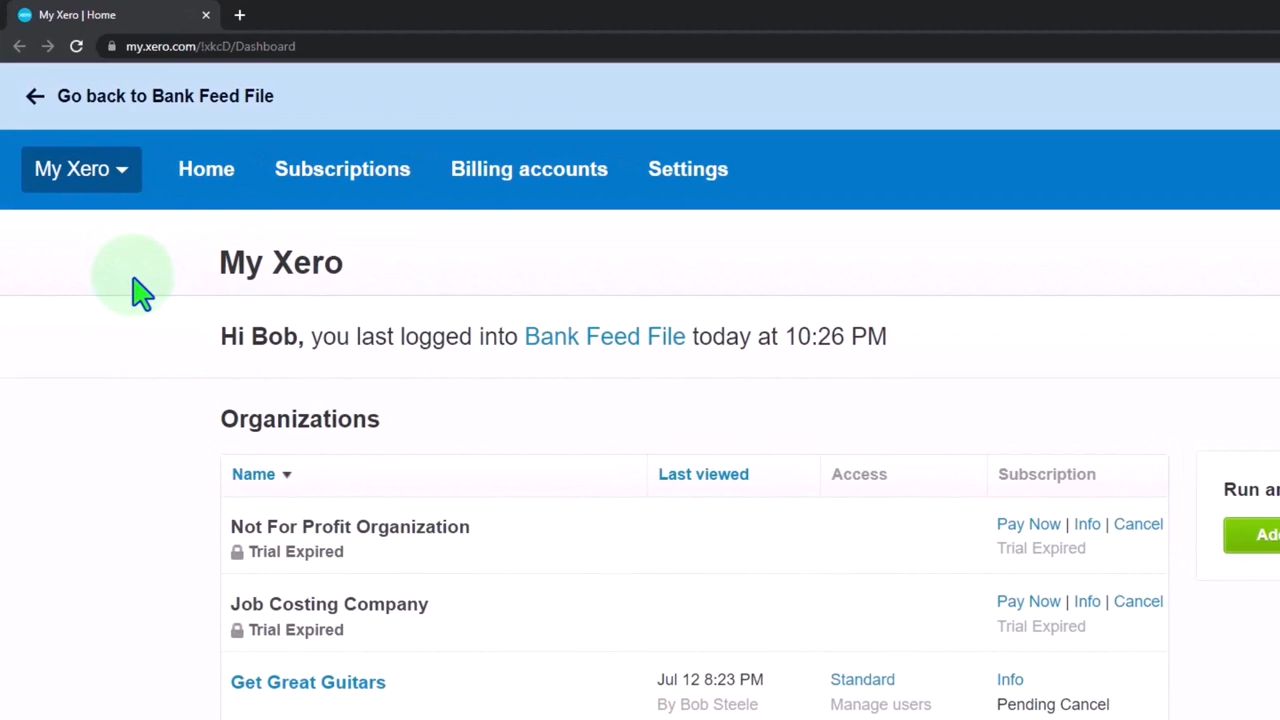 My Xero | Home
my.xero.com/!xkcD/Dashboard
Go back to Bank Feed File
My Xero Home Subscriptions Billing accounts Settings
My Xero
Hi Bob, you last logged into Bank Feed File today at 10:26 PM
Organizations
Name Last viewed Access Subscription
Run
Not For Profit Organization Pay Now | Info | Cancel
Trial Expired Trial Expired
Job Costing Company Pay Now | Info | Cancel
Trial Expired Trial Expired
Get Great Guitars Jul 12 8:23 PM Standard Info
By Bob Steele Manage users Pending Cancel